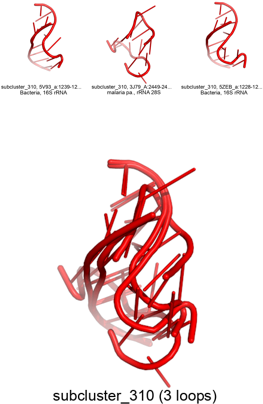 subcluster_310, 5V93_a:1239-12...
Bacteria, 16S rRNA
subcluster_310, 3J79_A:2449-24...
malaria pa., rRNA 28S
subcluster_310, 5ZEB_a:1228-12...
Bacteria, 16S rRNA
subcluster_310 (3 loops)